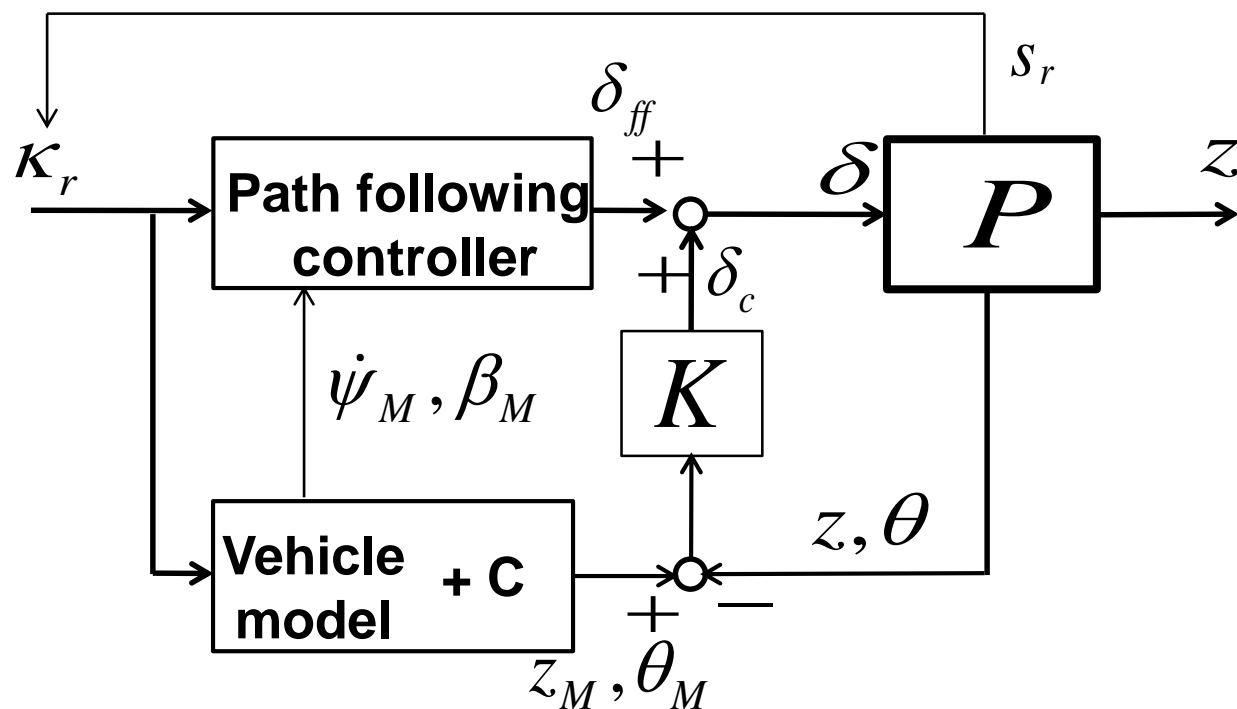 s_r
δ_ff
+
κ_r
Path following
controller
δ
P
z
+
δ_c
ψ̇_M, β_M
K
z, θ
Vehicle
model
+ C
+
−
z_M, θ_M